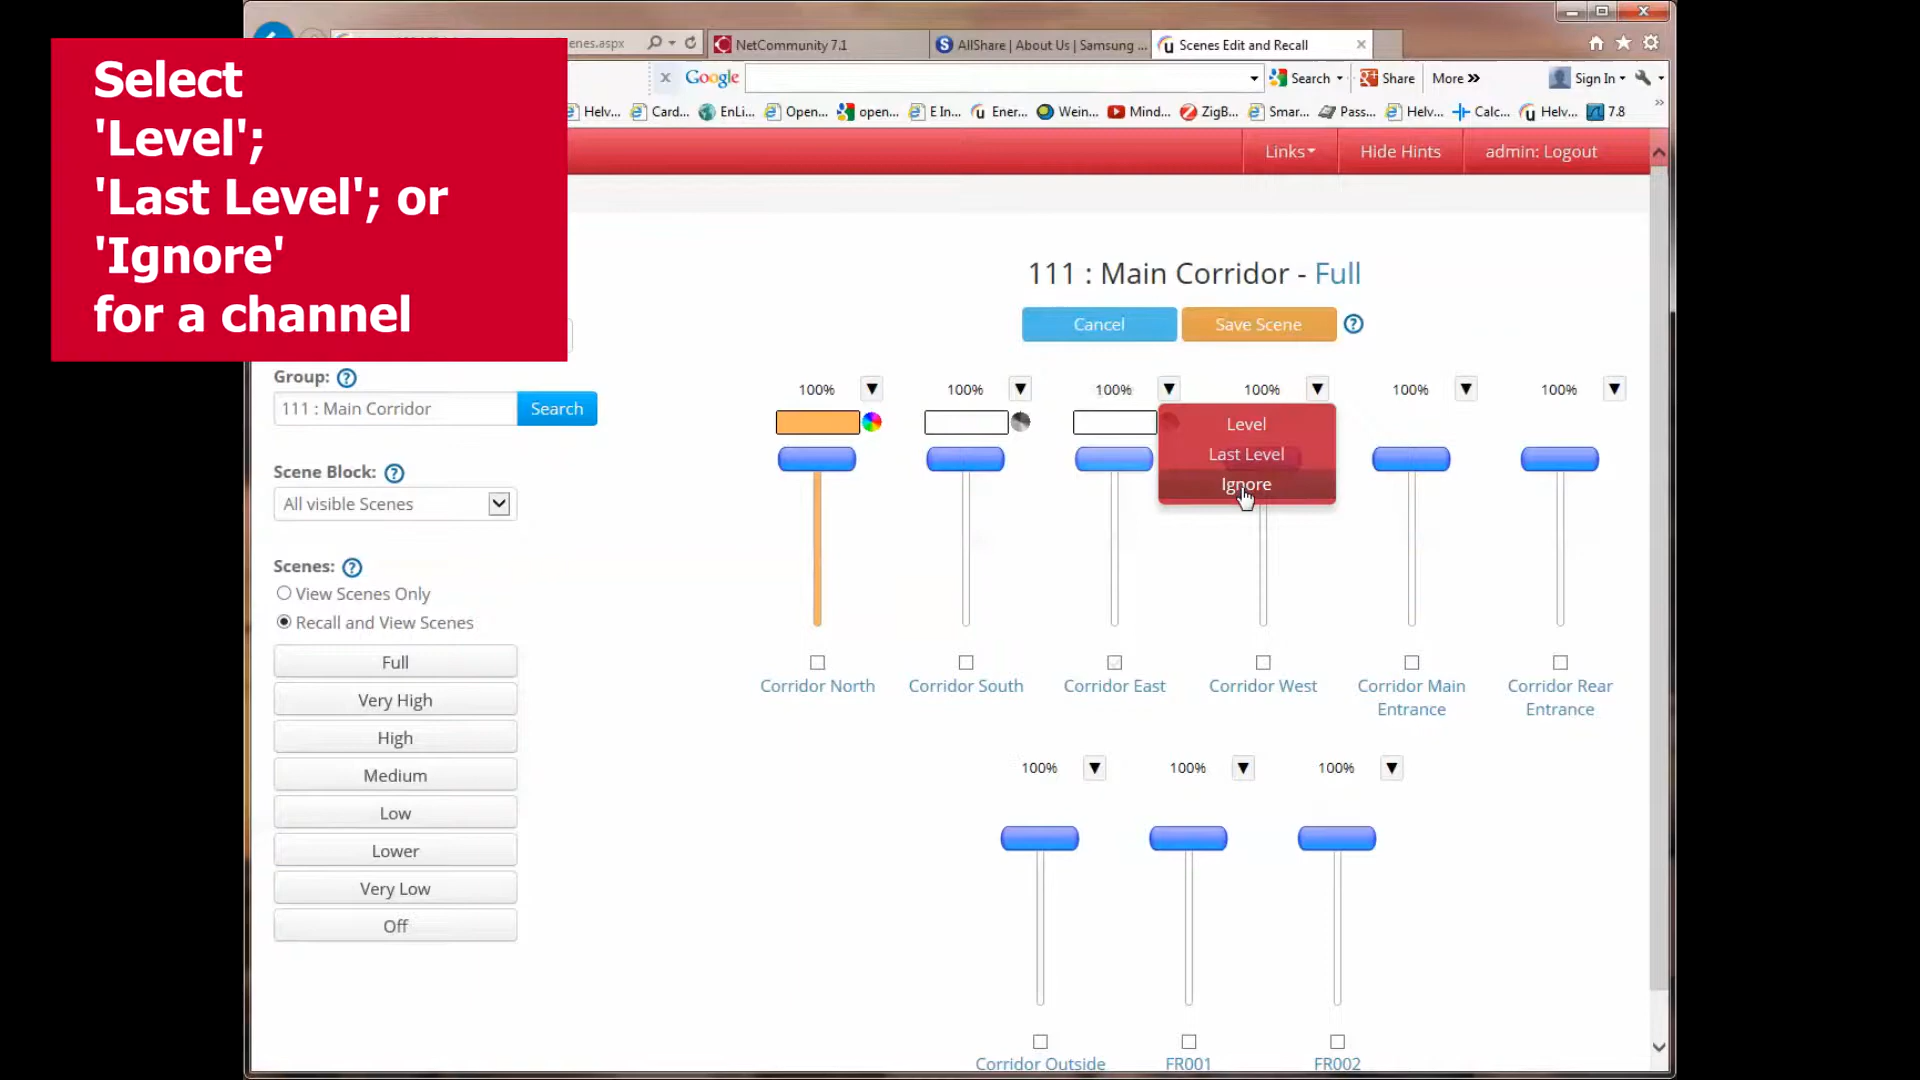 Select
'Level';
'Last Level'; or
'Ignore'
for a channel
enes.aspx
NetCommunity 7.1
AllShare | About Us | Samsung ...
Scenes Edit and Recall
x
Google
Search
Share
More »
Sign In
Helv...
Card...
EnLi...
Open...
open...
E In...
Ener...
Wein...
Mind...
ZigB...
Smar...
Pass...
Helv...
Calc...
Helv...
7.8
Links
Hide Hints
admin: Logout
111 : Main Corridor - Full
Cancel
Save Scene
?
Group: ?
111 : Main Corridor
Search
Scene Block: ?
All visible Scenes
Scenes: ?
View Scenes Only
Recall and View Scenes
Full
Very High
High
Medium
Low
Lower
Very Low
Off
100%
100%
100%
100%
100%
100%
Level
Last Level
Ignore
Corridor North
Corridor South
Corridor East
Corridor West
Corridor Main
Entrance
Corridor Rear
Entrance
100%
100%
100%
Corridor Outside
FR001
FR002